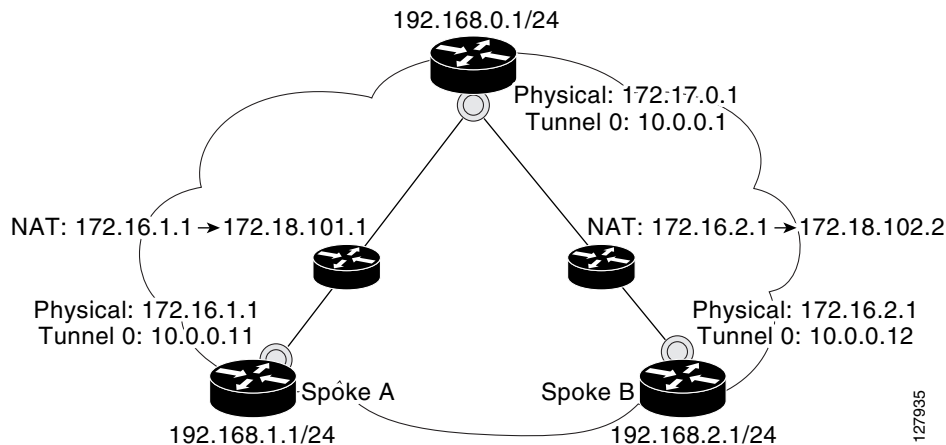 192.168.0.1/24
Physical: 172.17.0.1
Tunnel 0: 10.0.0.1
NAT: 172.16.1.1 → 172.18.101.1
NAT: 172.16.2.1 → 172.18.102.2
Physical: 172.16.1.1
Tunnel 0: 10.0.0.11
Physical: 172.16.2.1
Tunnel 0: 10.0.0.12
Spoke A
Spoke B
192.168.1.1/24
192.168.2.1/24
127935